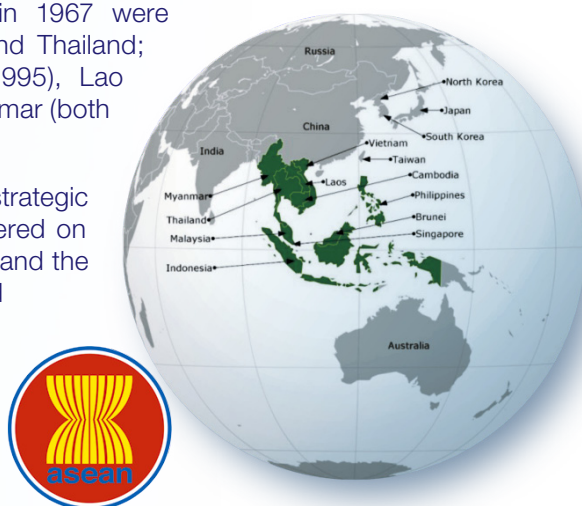 in 1967 were
nd Thailand;
995), Lao
mar (both
strategic
ered on
and the
Russia
North Korea
Japan
China
South Korea
India
Vietnam
Taiwan
Laos
Cambodia
Myanmar
Philippines
Thailand
Brunei
Malaysia
Singapore
Indonesia
Australia
asean